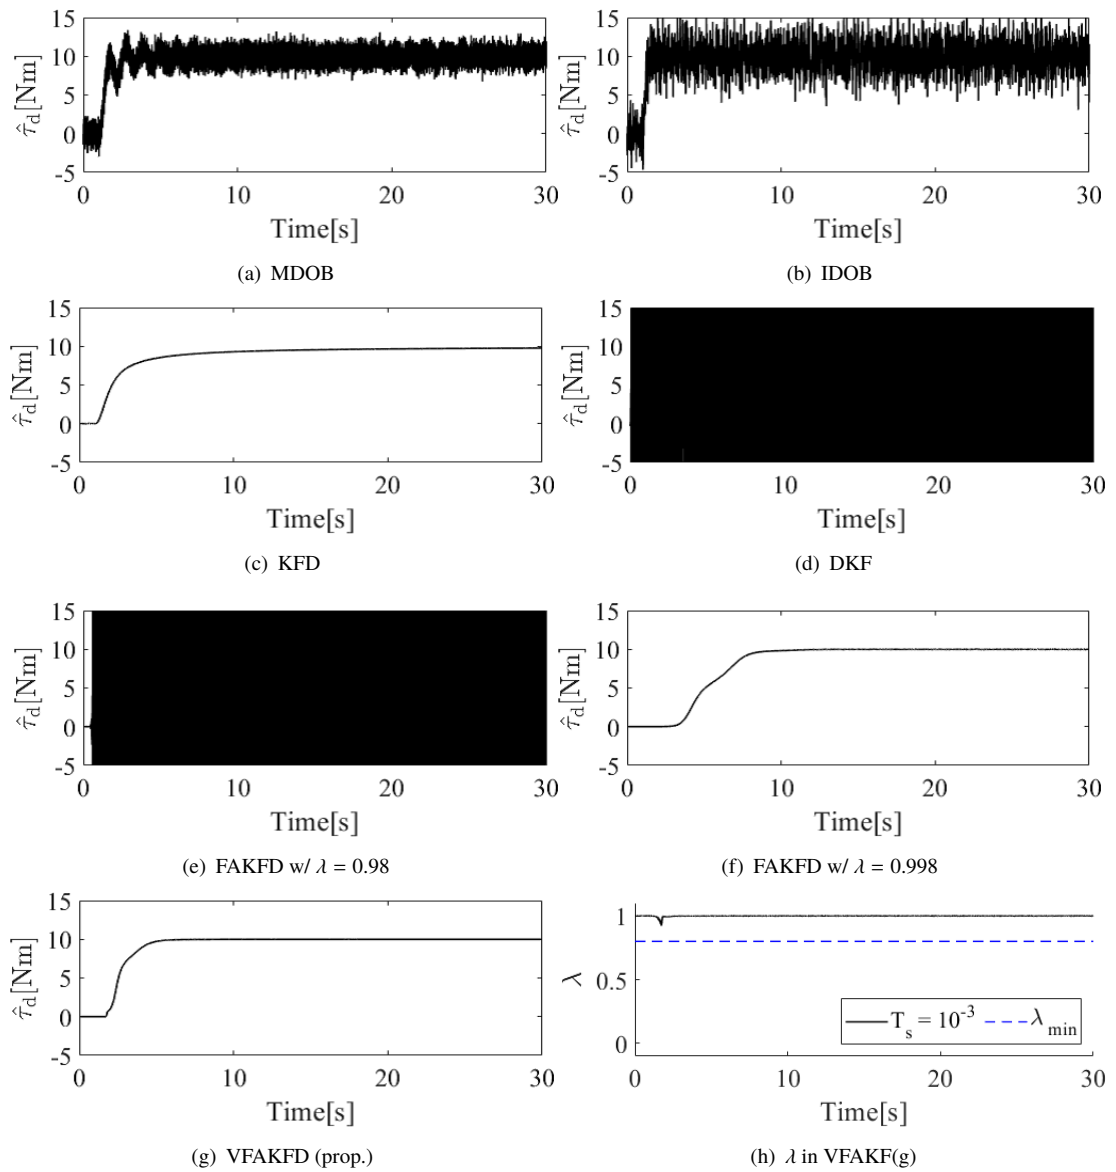 15
10
5
0
-5
τ̂d[Nm]
0 10 20 30
Time[s]
(a) MDOB
15
10
5
0
-5
τ̂d[Nm]
0 10 20 30
Time[s]
(b) IDOB
15
10
5
0
-5
τ̂d[Nm]
0 10 20 30
Time[s]
(c) KFD
15
10
5
0
-5
τ̂d[Nm]
0 10 20 30
Time[s]
(d) DKF
15
10
5
0
-5
τ̂d[Nm]
0 10 20 30
Time[s]
(e) FAKFD w/ λ = 0.98
15
10
5
0
-5
τ̂d[Nm]
0 10 20 30
Time[s]
(f) FAKFD w/ λ = 0.998
15
10
5
0
-5
τ̂d[Nm]
0 10 20 30
Time[s]
(g) VFAKFD (prop.)
1
0.5
0
λ
Ts = 10-3 λmin
0 10 20 30
Time[s]
(h) λ in VFAKF(g)